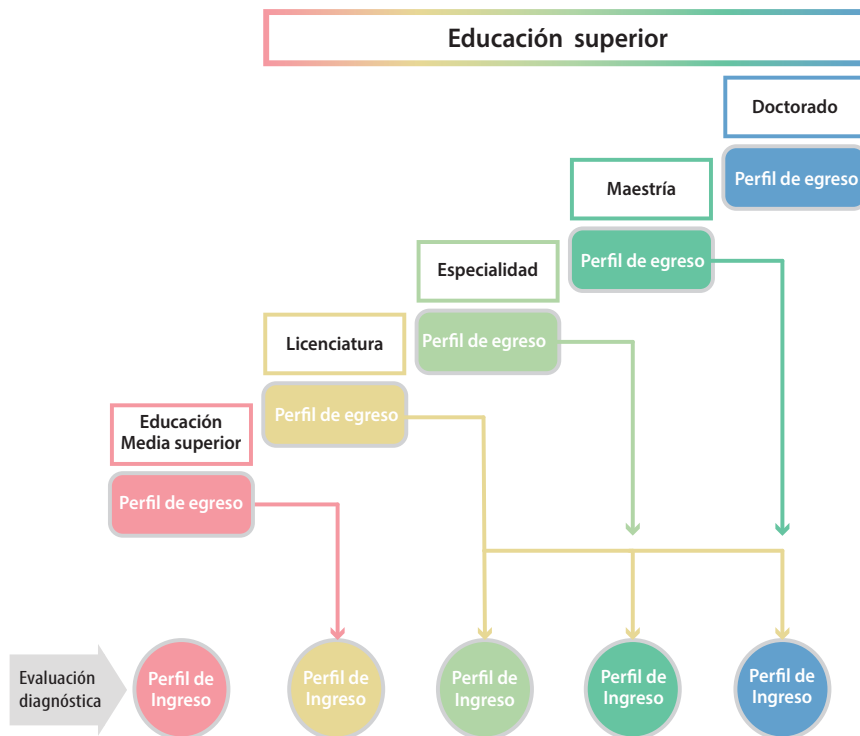 Educación superior
Doctorado
Perfil de egreso
Maestría
Perfil de egreso
Especialidad
Perfil de egreso
Licenciatura
Perfil de egreso
Educación
Media superior
Perfil de egreso
Evaluación
diagnóstica
Perfil de
Ingreso
Perfil de
Ingreso
Perfil de
Ingreso
Perfil de
Ingreso
Perfil de
Ingreso